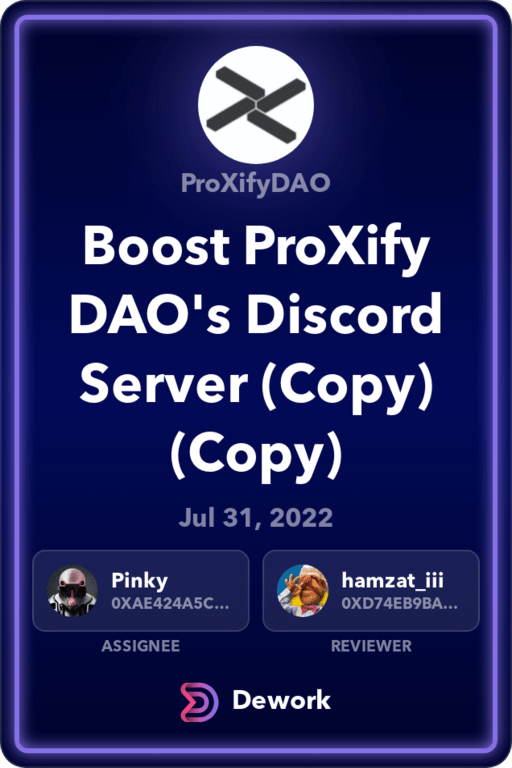 ProXifyDAO
Boost ProXify
DAO's Discord
Server (Copy)
(Copy)
Jul 31, 2022
Pinky
0XAE424A5C...
ASSIGNEE
hamzat_iii
0XD74EB9BA...
REVIEWER
Dework